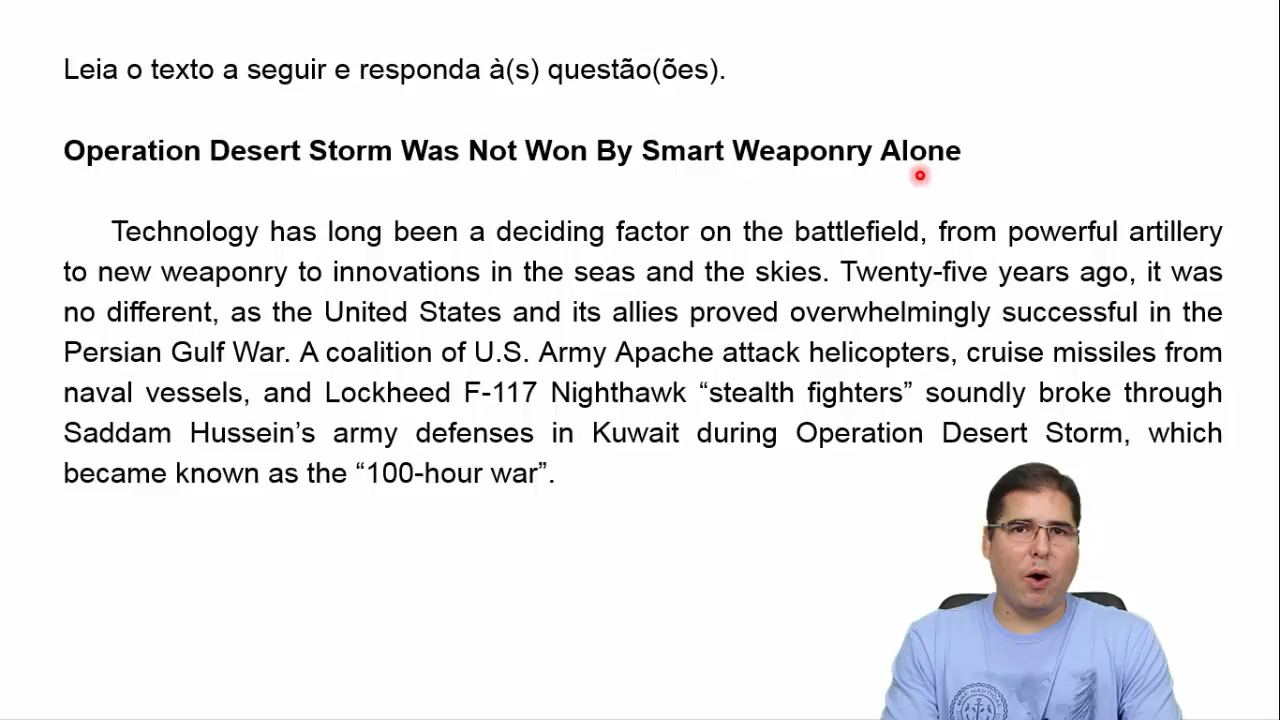 Leia o texto a seguir e responda à(s) questão(ões).
Operation Desert Storm Was Not Won By Smart Weaponry Alone
Technology has long been a deciding factor on the battlefield, from powerful artillery
to new weaponry to innovations in the seas and the skies. Twenty-five years ago, it was
no different, as the United States and its allies proved overwhelmingly successful in the
Persian Gulf War. A coalition of U.S. Army Apache attack helicopters, cruise missiles from
naval vessels, and Lockheed F-117 Nighthawk “stealth fighters” soundly broke through
Saddam Hussein’s army defenses in Kuwait during Operation Desert Storm, which
became known as the “100-hour war”.